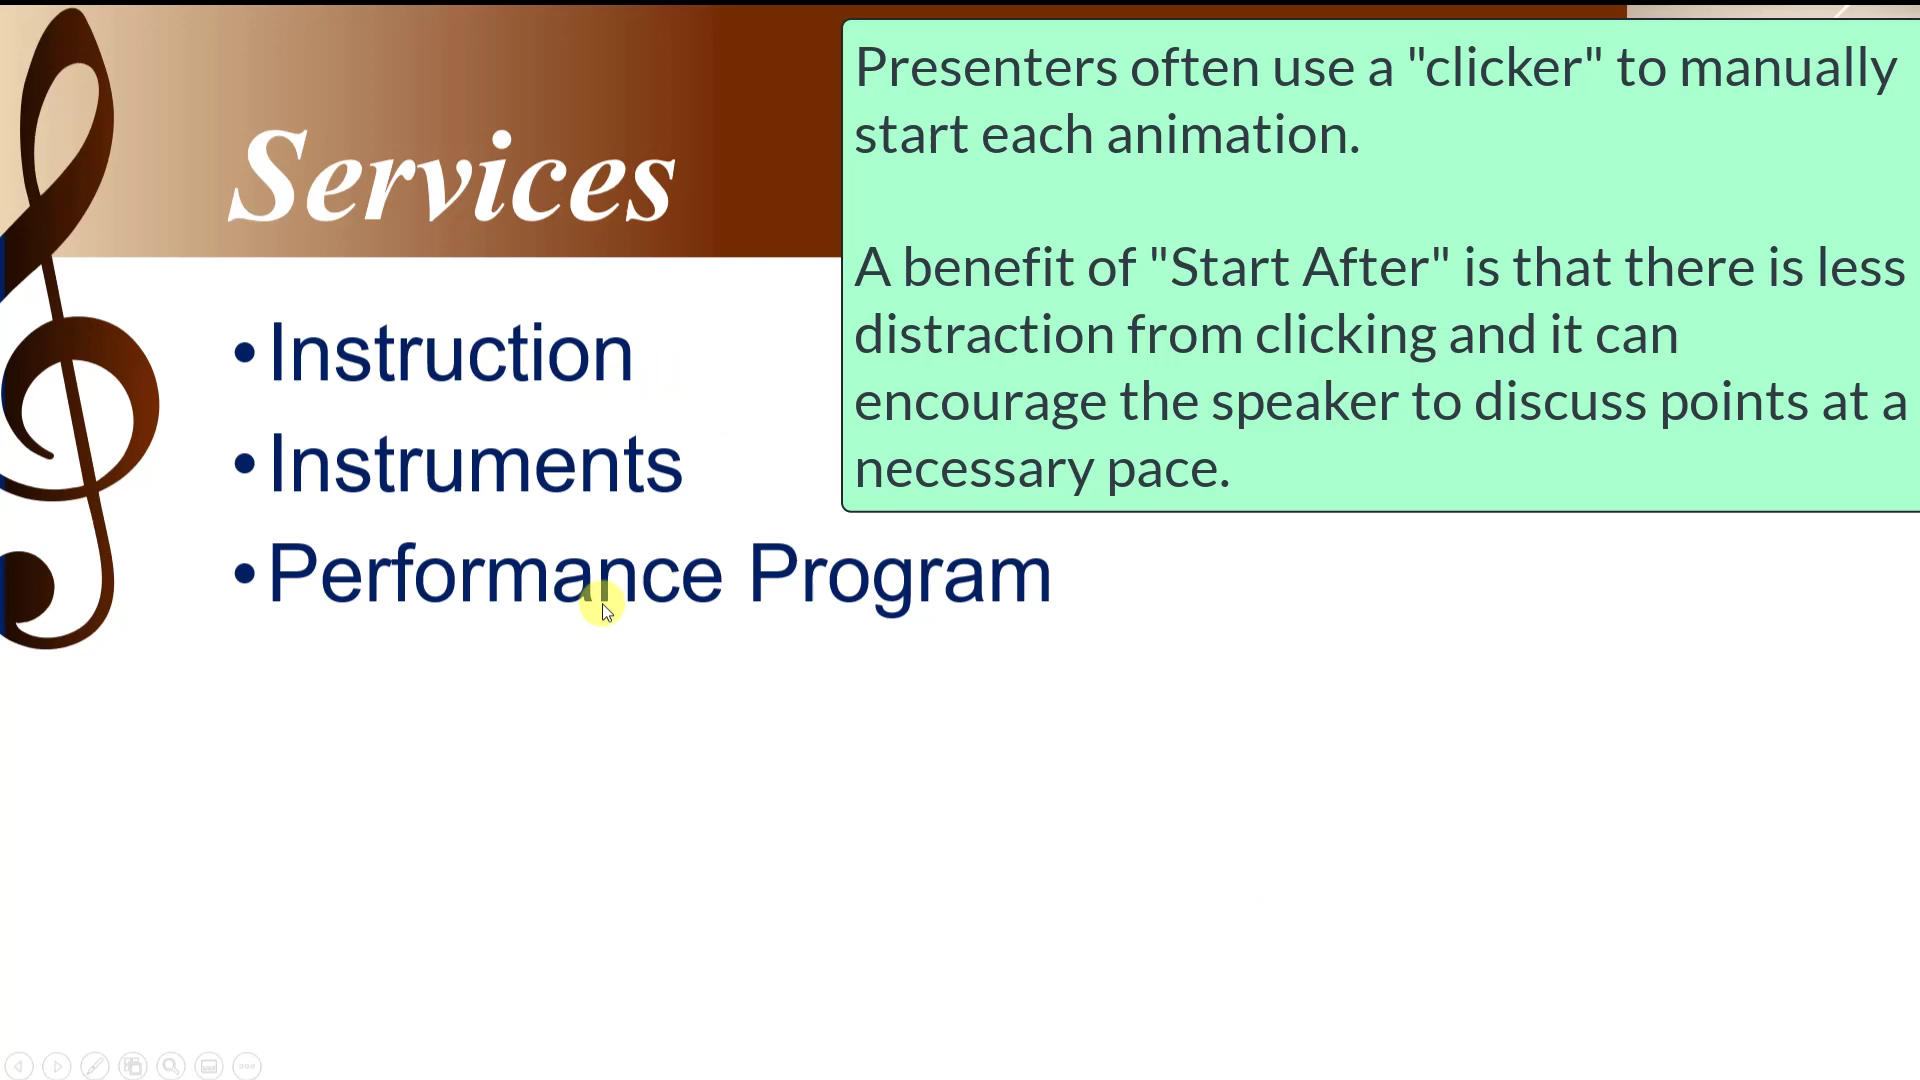 Services
• Instruction
• Instruments
• Performance Program
Presenters often use a "clicker" to manually
start each animation.
A benefit of "Start After" is that there is less
distraction from clicking and it can
encourage the speaker to discuss points at a
necessary pace.